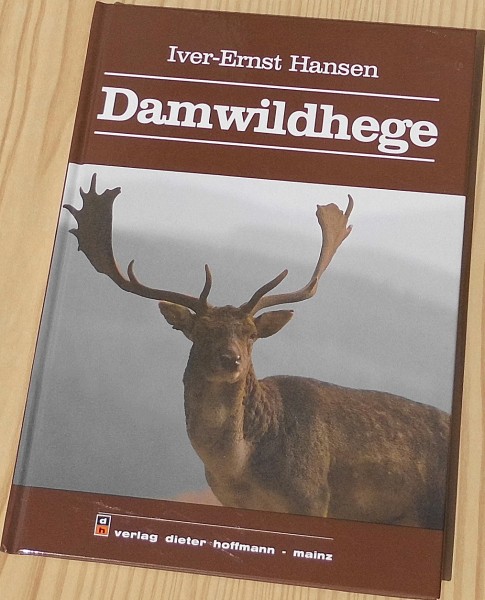 Iver-Ernst Hansen
Damwildhege
dh verlag dieter hoffmann - mainz